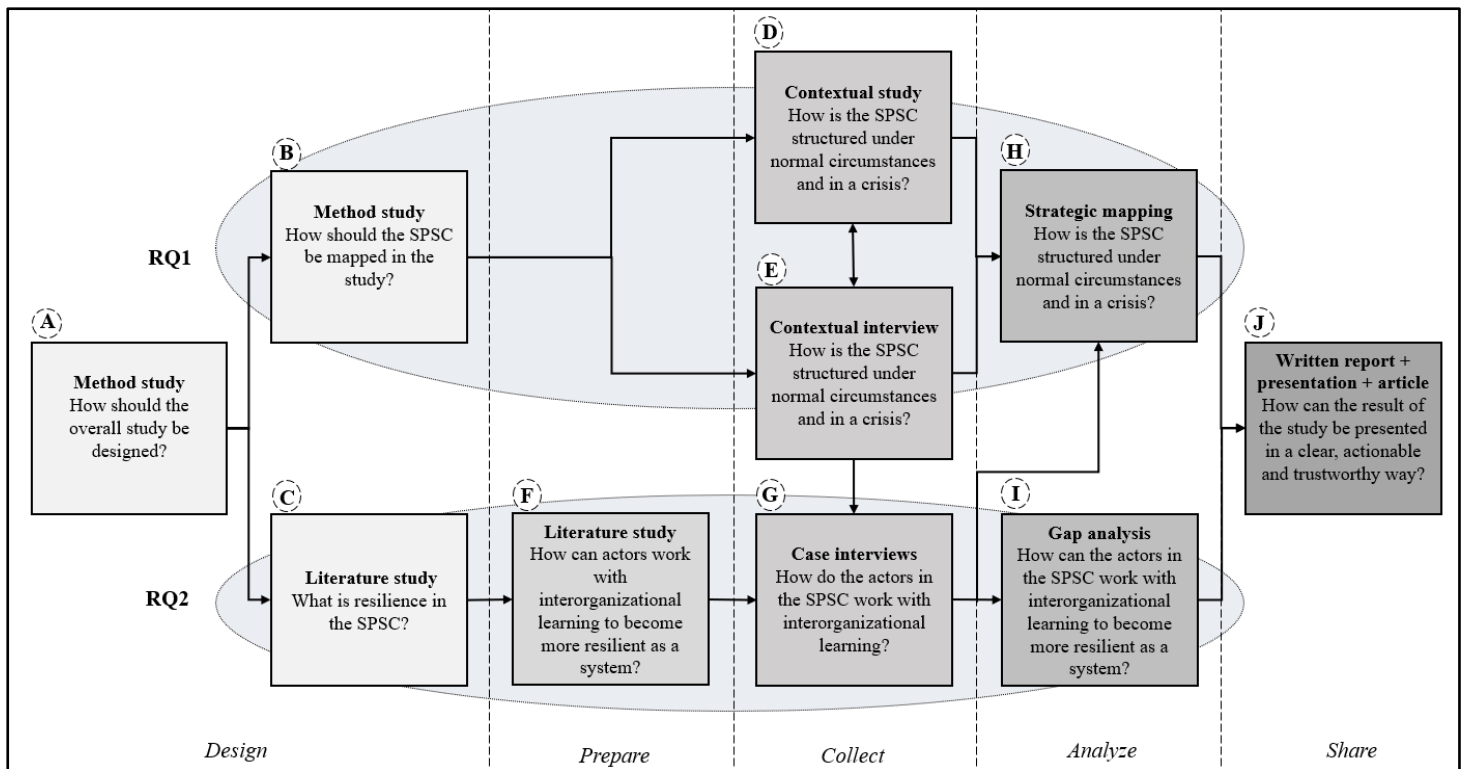 D
Contextual study
How is the SPSC
structured under
normal circumstances
and in a crisis?
B
Method study
How should the SPSC
be mapped in the
study?
H
Strategic mapping
How is the SPSC
structured under
normal circumstances
and in a crisis?
RQ1
E
Contextual interview
How is the SPSC
structured under
normal circumstances
and in a crisis?
A
Method study
How should the
overall study be
designed?
J
Written report +
presentation + article
How can the result of
the study be presented
in a clear, actionable
and trustworthy way?
RQ2
C
Literature study
What is resilience in
the SPSC?
F
Literature study
How can actors work
with
interorganizational
learning to become
more resilient as a
system?
G
Case interviews
How do the actors in
the SPSC work with
interorganizational
learning?
I
Gap analysis
How can the actors in
the SPSC work with
interorganizational
learning to become
more resilient as a
system?
Design
Prepare
Collect
Analyze
Share